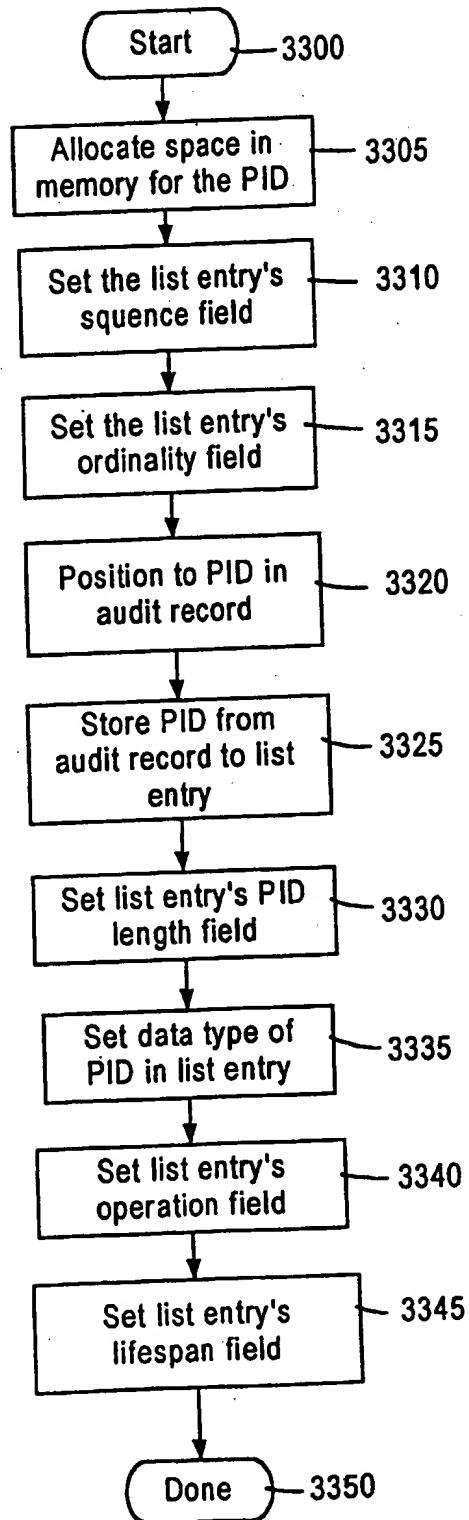 Start
3300
Allocate space in
memory for the PID
3305
Set the list entry's
squence field
3310
Set the list entry's
ordinality field
3315
Position to PID in
audit record
3320
Store PID from
audit record to list
entry
3325
Set list entry's PID
length field
3330
Set data type of
PID in list entry
3335
Set list entry's
operation field
3340
Set list entry's
lifespan field
3345
Done
3350